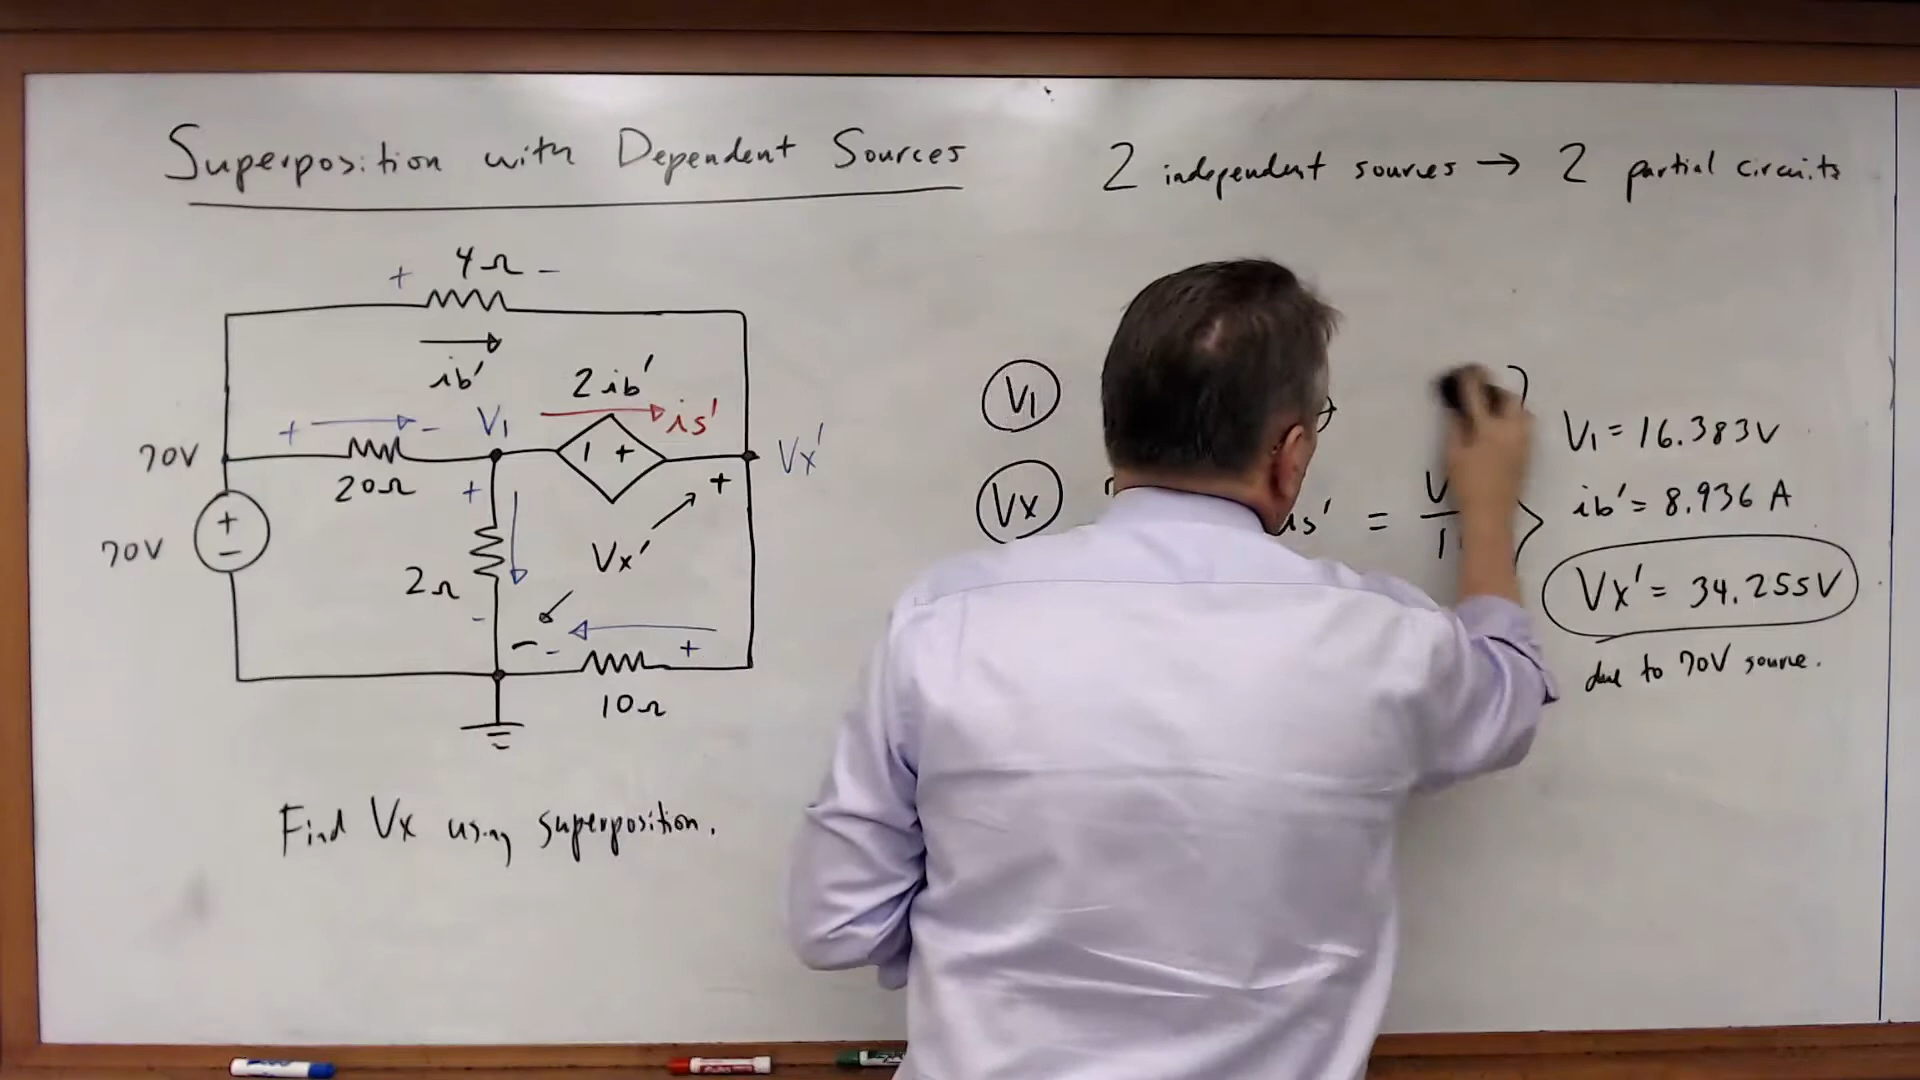 Superposition with Dependent Sources
2 independent sources → 2 partial circuits
+ 4Ω -
ib'
2ib'
is'
+ - V1
70V
20Ω
- +
Vx'
+ +
70V
+
-
2Ω
Vx'
-
- - +
10Ω
Find Vx using superposition.
V1
Vx
is' =
V1 = 16.383V
ib' = 8.936 A
Vx' = 34.255V
due to 70V source.